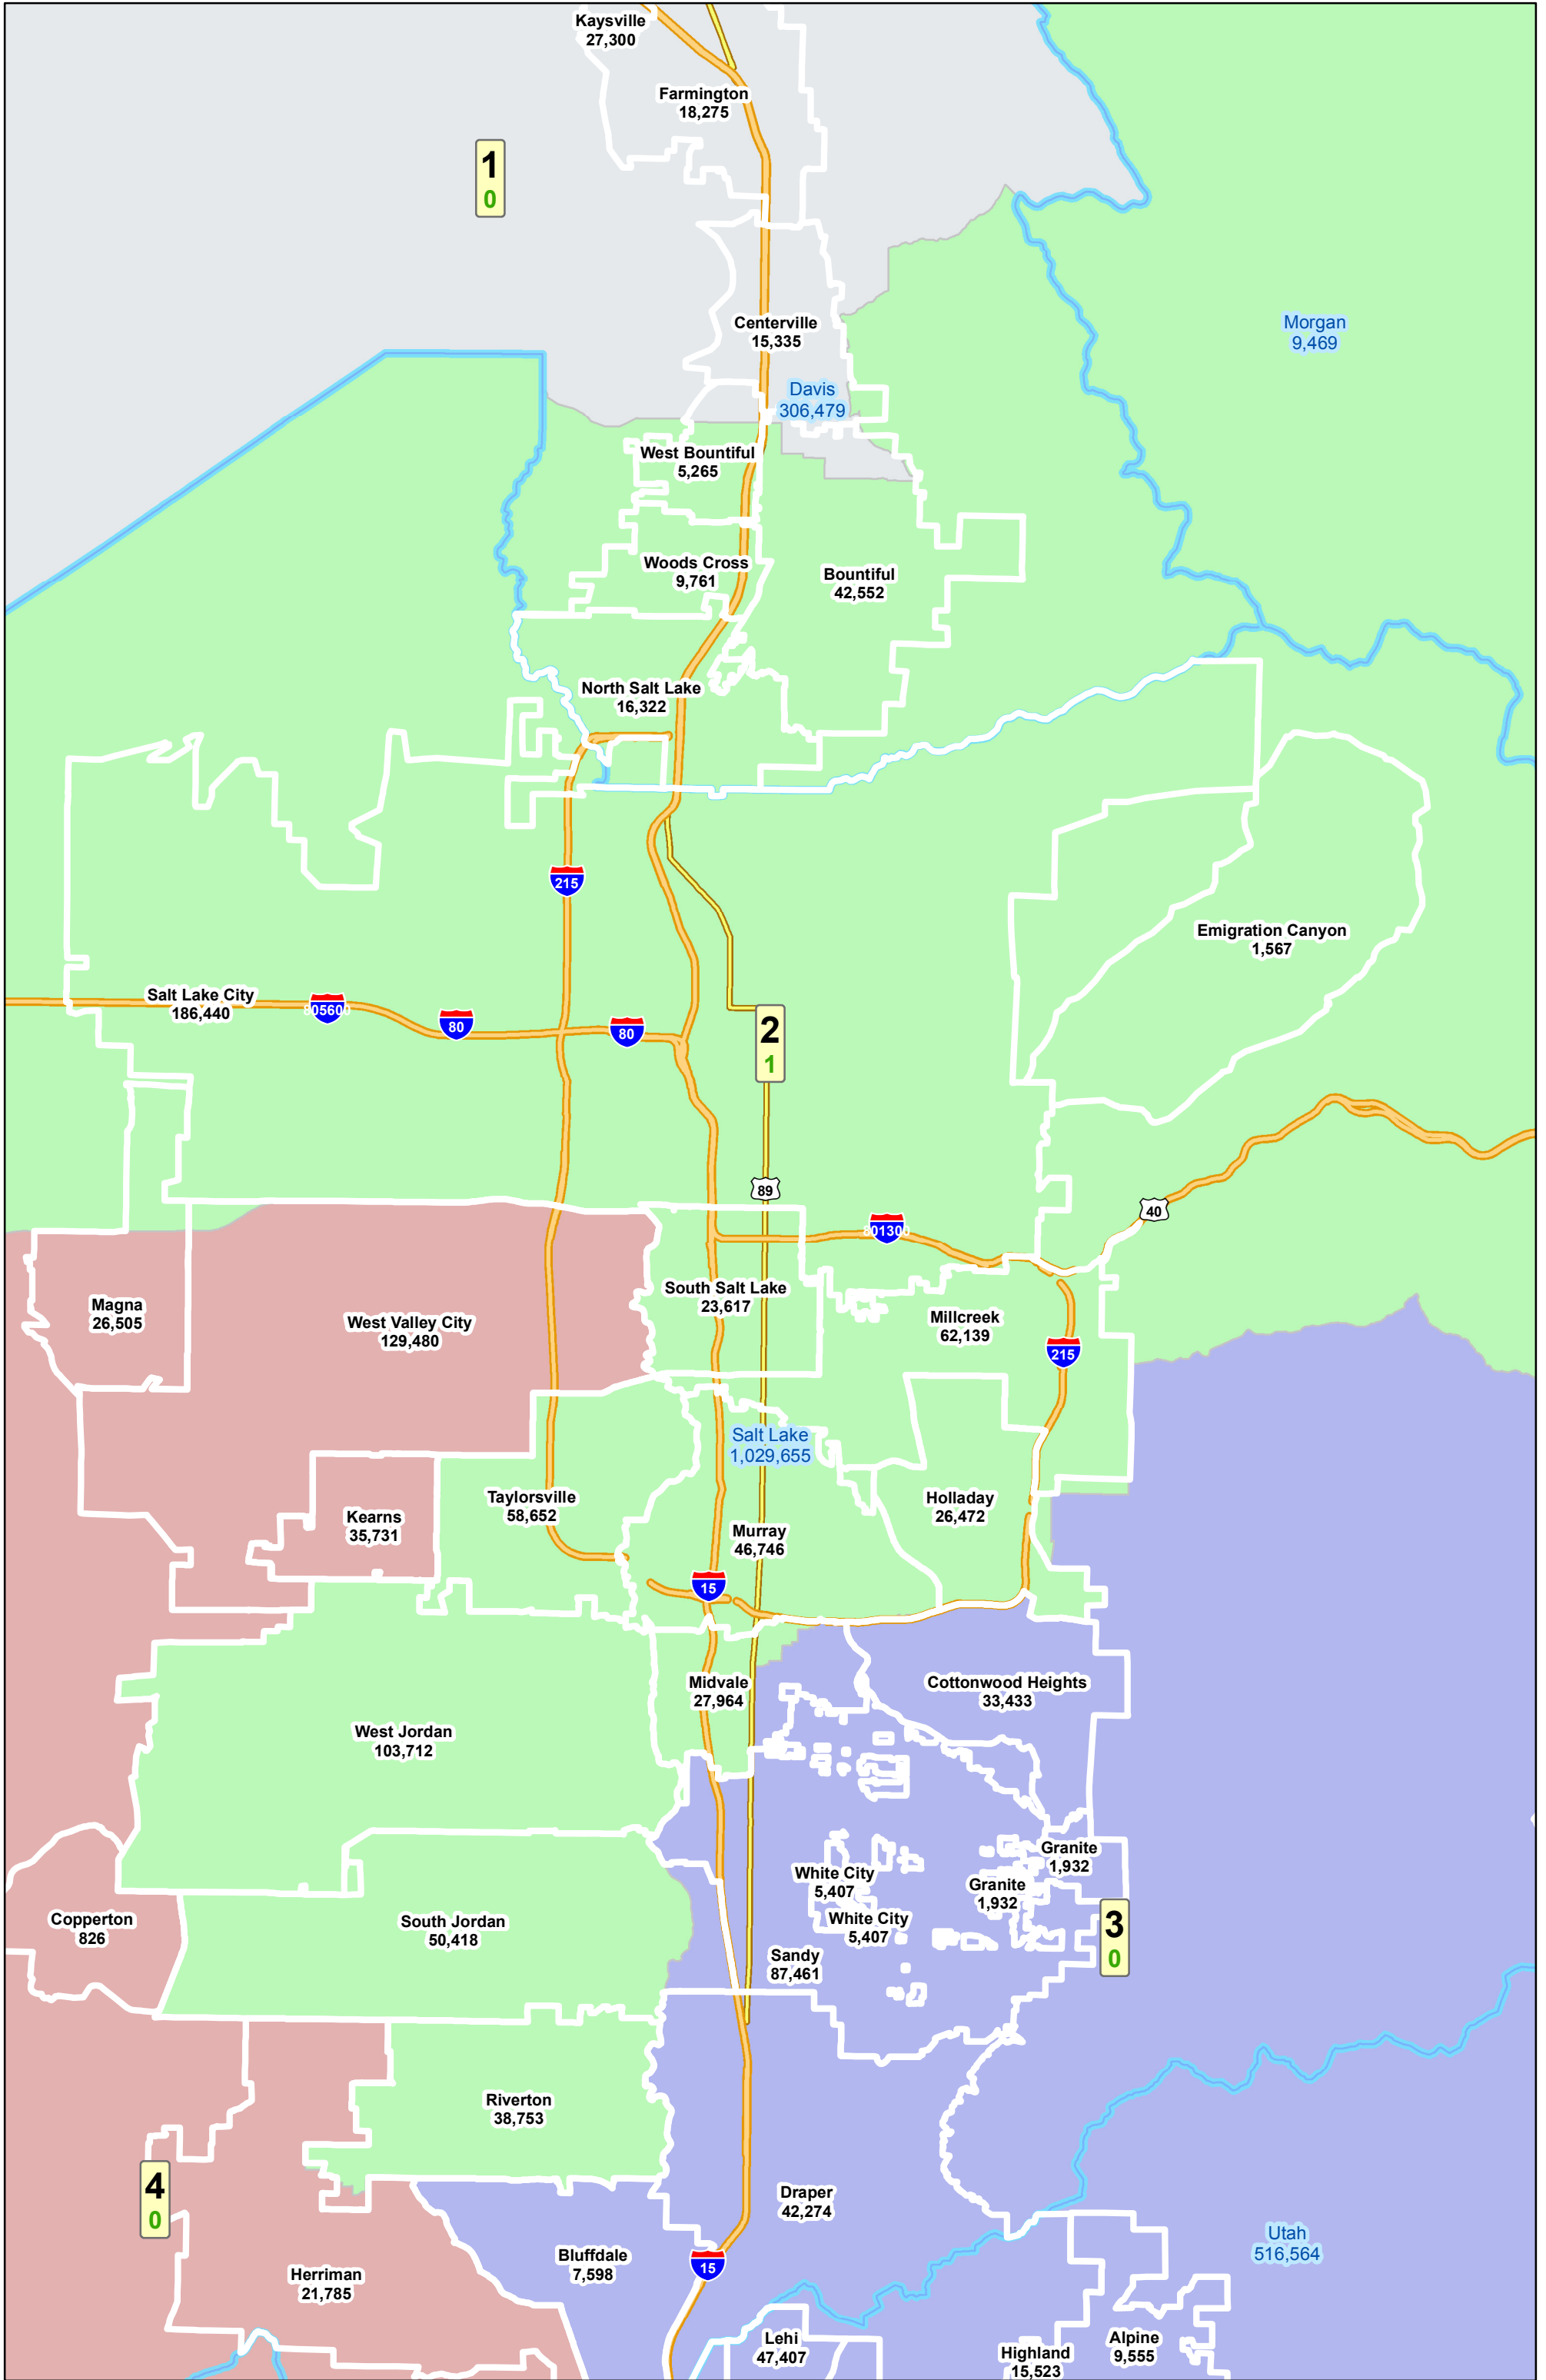 Kaysville
27,300
Farmington
18,275
1
0
Morgan
9,469
Centerville
15,335
Davis
306,479
West Bountiful
5,265
Woods Cross
9,761
Bountiful
42,552
North Salt Lake
16,322
215
Emigration Canyon
1,567
Salt Lake City
186,440
80560
80
80
2
1
89
40
80130
South Salt Lake
23,617
Magna
26,505
West Valley City
129,480
Millcreek
62,139
215
Salt Lake
1,029,655
Taylorsville
58,652
Kearns
35,731
Holladay
26,472
Murray
46,746
15
Midvale
27,964
Cottonwood Heights
33,433
West Jordan
103,712
Granite
1,932
White City
5,407
Granite
1,932
Copperton
826
South Jordan
50,418
White City
5,407
3
0
Sandy
87,461
Riverton
38,753
4
0
Draper
42,274
Utah
516,564
Bluffdale
7,598
15
Herriman
21,785
Lehi
47,407
Highland
15,523
Alpine
9,555